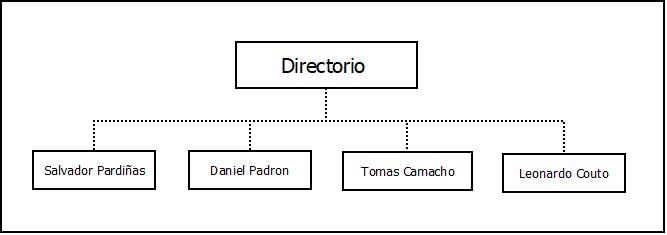 Directorio
Salvador Pardiñas
Daniel Padron
Tomas Camacho
Leonardo Couto